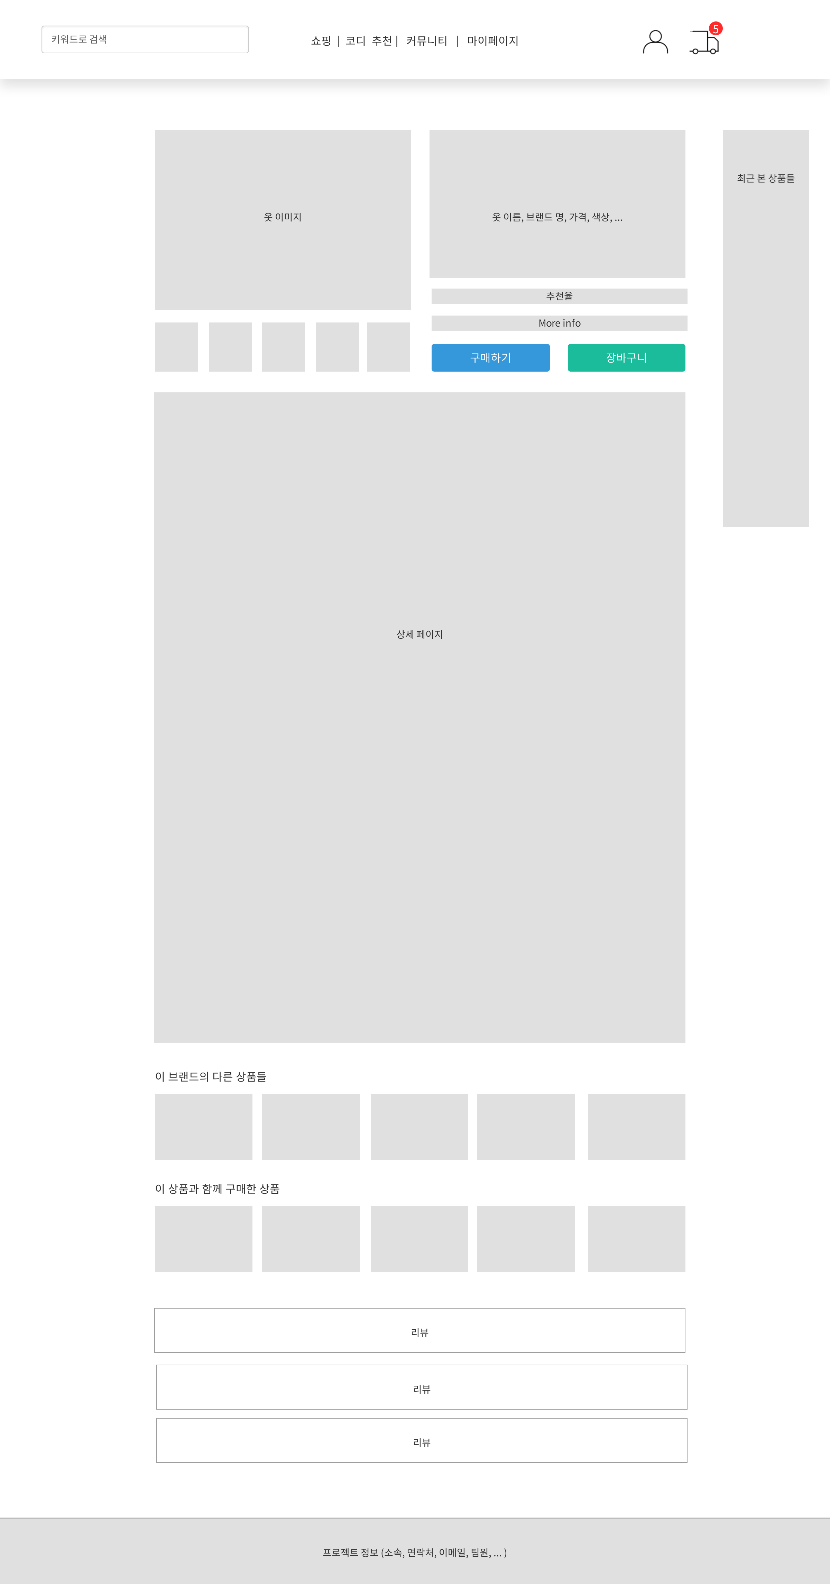 키워드로 검색
쇼핑 | 코디 추천 | 커뮤니티 | 마이페이지
5
옷 이미지
옷 이름, 브랜드 명, 가격, 색상, ...
최근 본 상품들
추천율
More info
구매하기
장바구니
상세 페이지
이 브랜드의 다른 상품들
이 상품과 함께 구매한 상품
리뷰
리뷰
리뷰
프로젝트 정보 (소속, 연락처, 이메일, 팀원, ... )